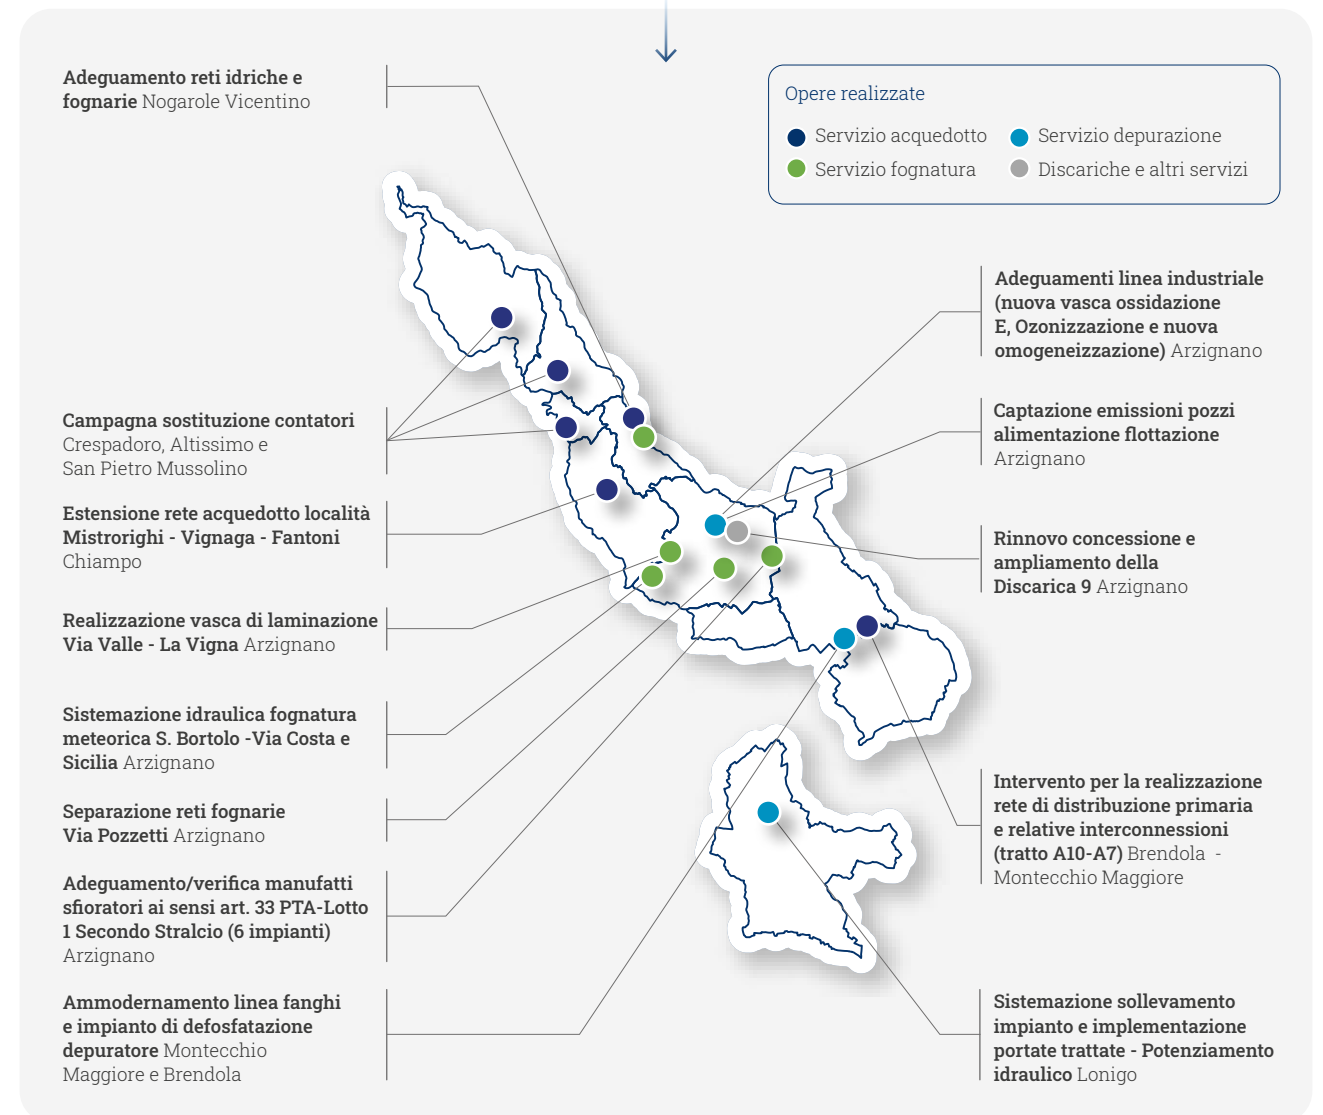 Adeguamento reti idriche e
fognarie Nogarole Vicentino
Opere realizzate
Servizio acquedotto
Servizio depurazione
Servizio fognatura
Discariche e altri servizi
Campagna sostituzione contatori
Crespadoro, Altissimo e
San Pietro Mussolino
Estensione rete acquedotto località
Mistrorighi - Vignaga - Fantoni
Chiampo
Realizzazione vasca di laminazione
Via Valle - La Vigna Arzignano
Sistemazione idraulica fognatura
meteorica S. Bortolo -Via Costa e
Sicilia Arzignano
Separazione reti fognarie
Via Pozzetti Arzignano
Adeguamento/verifica manufatti
sfioratori ai sensi art. 33 PTA-Lotto
1 Secondo Stralcio (6 impianti)
Arzignano
Ammodernamento linea fanghi
e impianto di defosfatazione
depuratore Montecchio
Maggiore e Brendola
Adeguamenti linea industriale
(nuova vasca ossidazione
E, Ozonizzazione e nuova
omogeneizzazione) Arzignano
Captazione emissioni pozzi
alimentazione flottazione
Arzignano
Rinnovo concessione e
ampliamento della
Discarica 9 Arzignano
Intervento per la realizzazione
rete di distribuzione primaria
e relative interconnessioni
(tratto A10-A7) Brendola -
Montecchio Maggiore
Sistemazione sollevamento
impianto e implementazione
portate trattate - Potenziamento
idraulico Lonigo